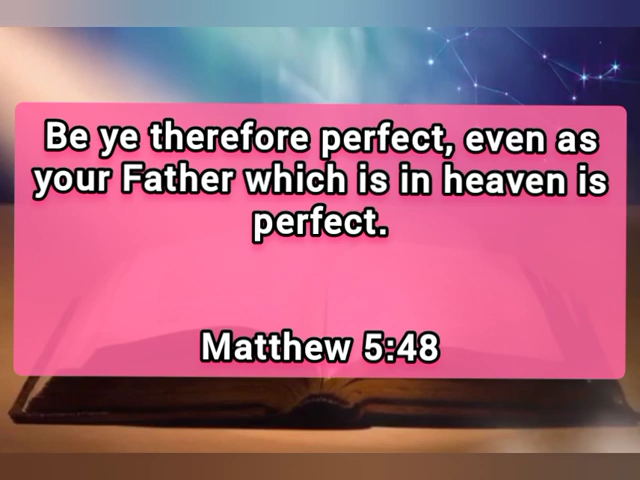 Be ye therefore perfect, even as
your Father which is in heaven is
perfect.
Matthew 5:48